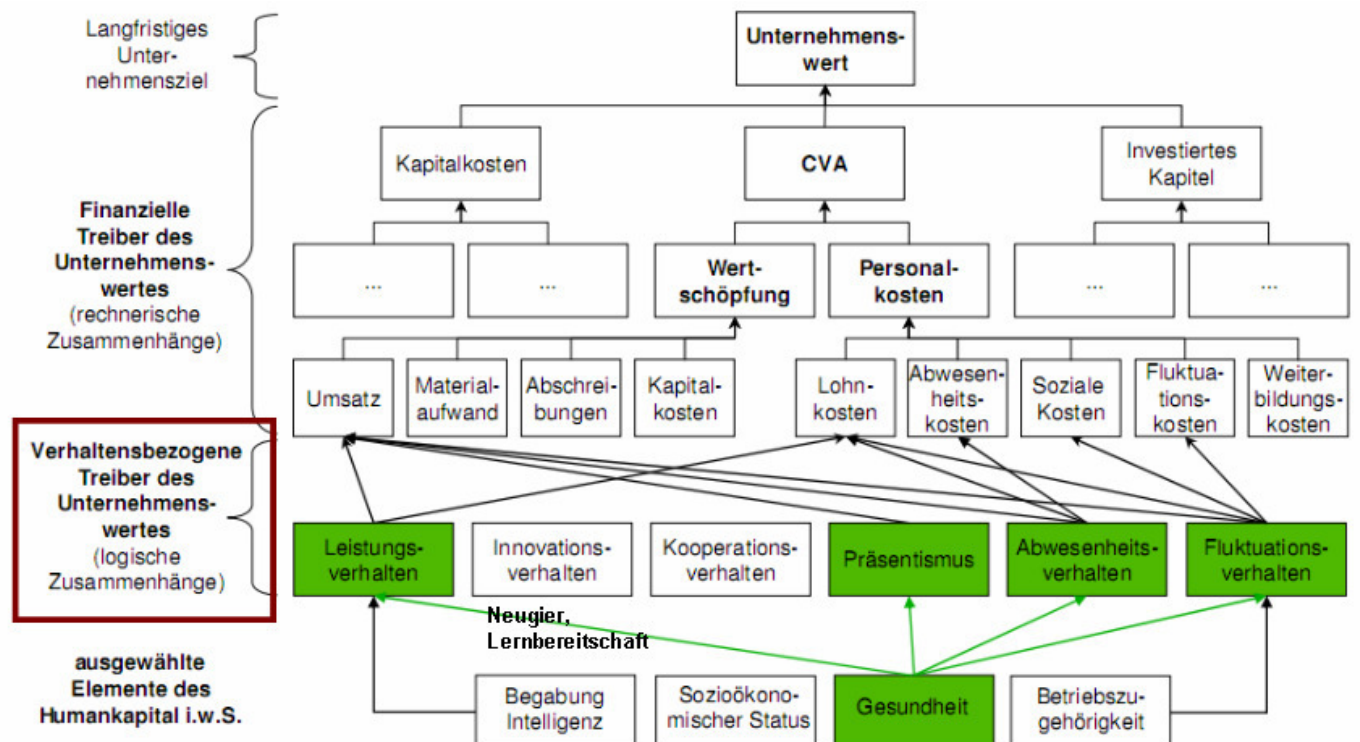 Langfristiges
Unter-
nehmensziel
Unternehmens-
wert
Kapitalkosten
CVA
Investiertes
Kapitel
Finanzielle
Treiber des
Unternehmens-
wertes
(rechnerische
Zusammenhänge)
...
...
Wert-
schöpfung
Personal-
kosten
...
...
Umsatz
Material-
aufwand
Abschrei-
bungen
Kapital-
kosten
Lohn-
kosten
Abwesen-
heits-
kosten
Soziale
Kosten
Fluktua-
tions-
kosten
Weiter-
bildungs-
kosten
Verhaltensbezogene
Treiber des
Unternehmens-
wertes
(logische
Zusammenhänge)
Leistungs-
verhalten
Innovations-
verhalten
Kooperations-
verhalten
Präsentismus
Abwesenheits-
verhalten
Fluktuations-
verhalten
Neugier,
Lernbereitschaft
ausgewählte
Elemente des
Humankapital i.w.S.
Begabung
Intelligenz
Sozioökono-
mischer Status
Gesundheit
Betriebszu-
gehörigkeit